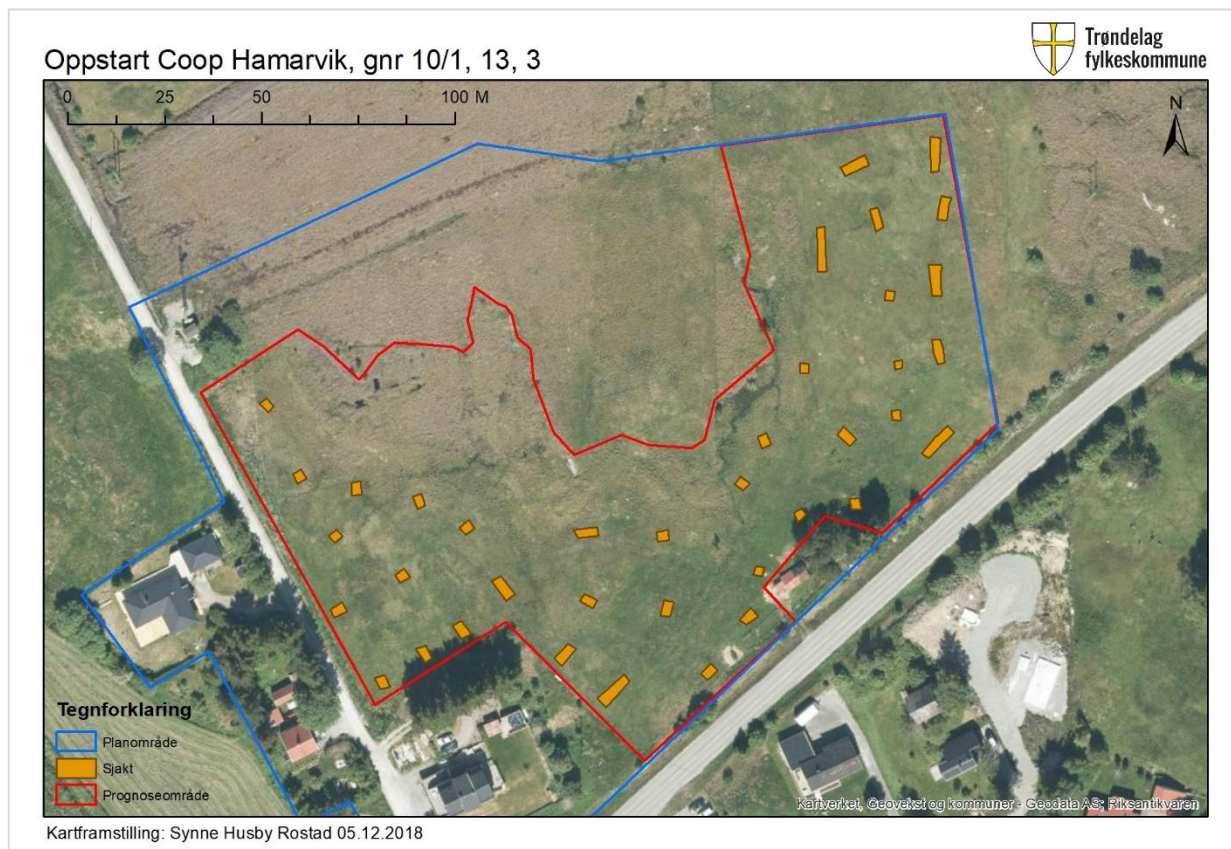 Oppstart Coop Hamarvik, gnr 10/1, 13, 3
Trøndelag
fylkeskommune
0 25 50 100 M
N
Tegnforklaring
Planområde
Sjakt
Prognoseområde
Kartverket, Geovekst og kommuner - Geodata AS; Riksantikvaren
Kartframstilling: Synne Husby Rostad 05.12.2018